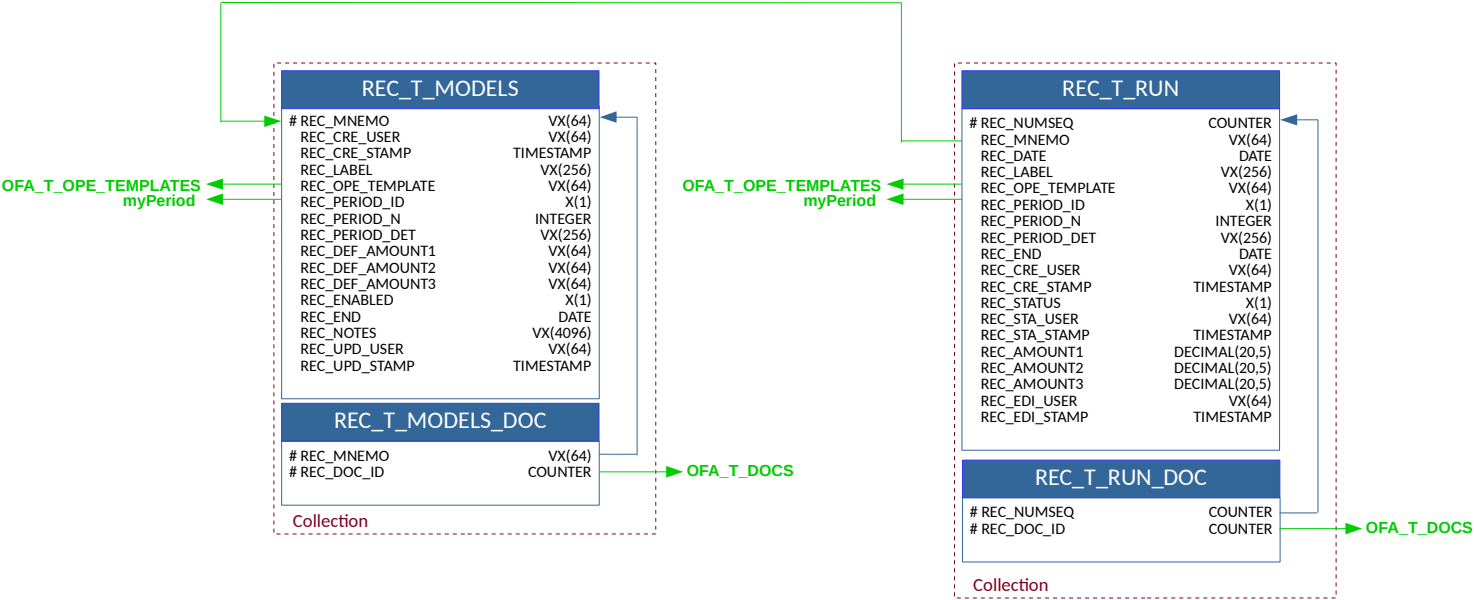 REC_T_MODELS
# REC_MNEMO VX(64)
REC_CRE_USER VX(64)
REC_CRE_STAMP TIMESTAMP
REC_LABEL VX(256)
REC_OPE_TEMPLATE VX(64)
REC_PERIOD_ID X(1)
REC_PERIOD_N INTEGER
REC_PERIOD_DET VX(256)
REC_DEF_AMOUNT1 VX(64)
REC_DEF_AMOUNT2 VX(64)
REC_DEF_AMOUNT3 VX(64)
REC_ENABLED X(1)
REC_END DATE
REC_NOTES VX(4096)
REC_UPD_USER VX(64)
REC_UPD_STAMP TIMESTAMP
OFA_T_OPE_TEMPLATES
myPeriod
REC_T_MODELS_DOC
# REC_MNEMO VX(64)
# REC_DOC_ID COUNTER
OFA_T_DOCS
Collection
REC_T_RUN
# REC_NUMSEQ COUNTER
REC_MNEMO VX(64)
REC_DATE DATE
REC_LABEL VX(256)
REC_OPE_TEMPLATE VX(64)
REC_PERIOD_ID X(1)
REC_PERIOD_N INTEGER
REC_PERIOD_DET VX(256)
REC_END DATE
REC_CRE_USER VX(64)
REC_CRE_STAMP TIMESTAMP
REC_STATUS X(1)
REC_STA_USER VX(64)
REC_STA_STAMP TIMESTAMP
REC_AMOUNT1 DECIMAL(20,5)
REC_AMOUNT2 DECIMAL(20,5)
REC_AMOUNT3 DECIMAL(20,5)
REC_EDI_USER VX(64)
REC_EDI_STAMP TIMESTAMP
OFA_T_OPE_TEMPLATES
myPeriod
REC_T_RUN_DOC
# REC_NUMSEQ COUNTER
# REC_DOC_ID COUNTER
OFA_T_DOCS
Collection